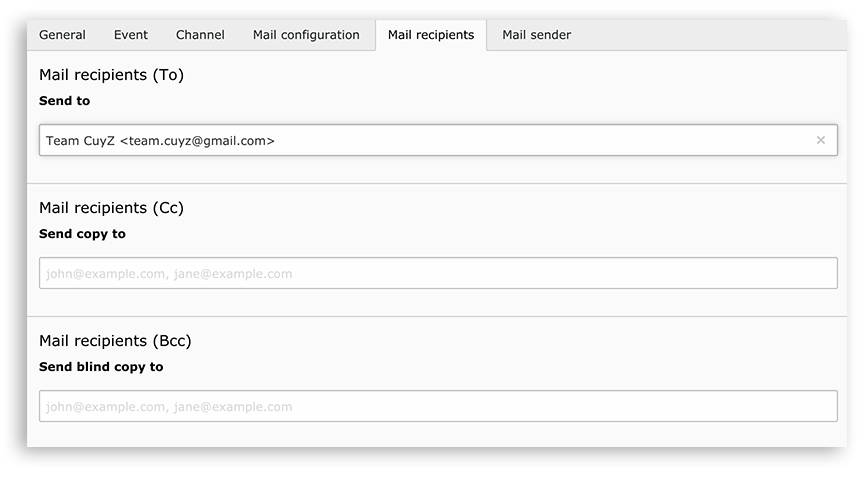 General Event Channel Mail configuration Mail recipients Mail sender
Mail recipients (To)
Send to
Team CuyZ <team.cuyz@gmail.com>
Mail recipients (Cc)
Send copy to
john@example.com, jane@example.com
Mail recipients (Bcc)
Send blind copy to
john@example.com, jane@example.com